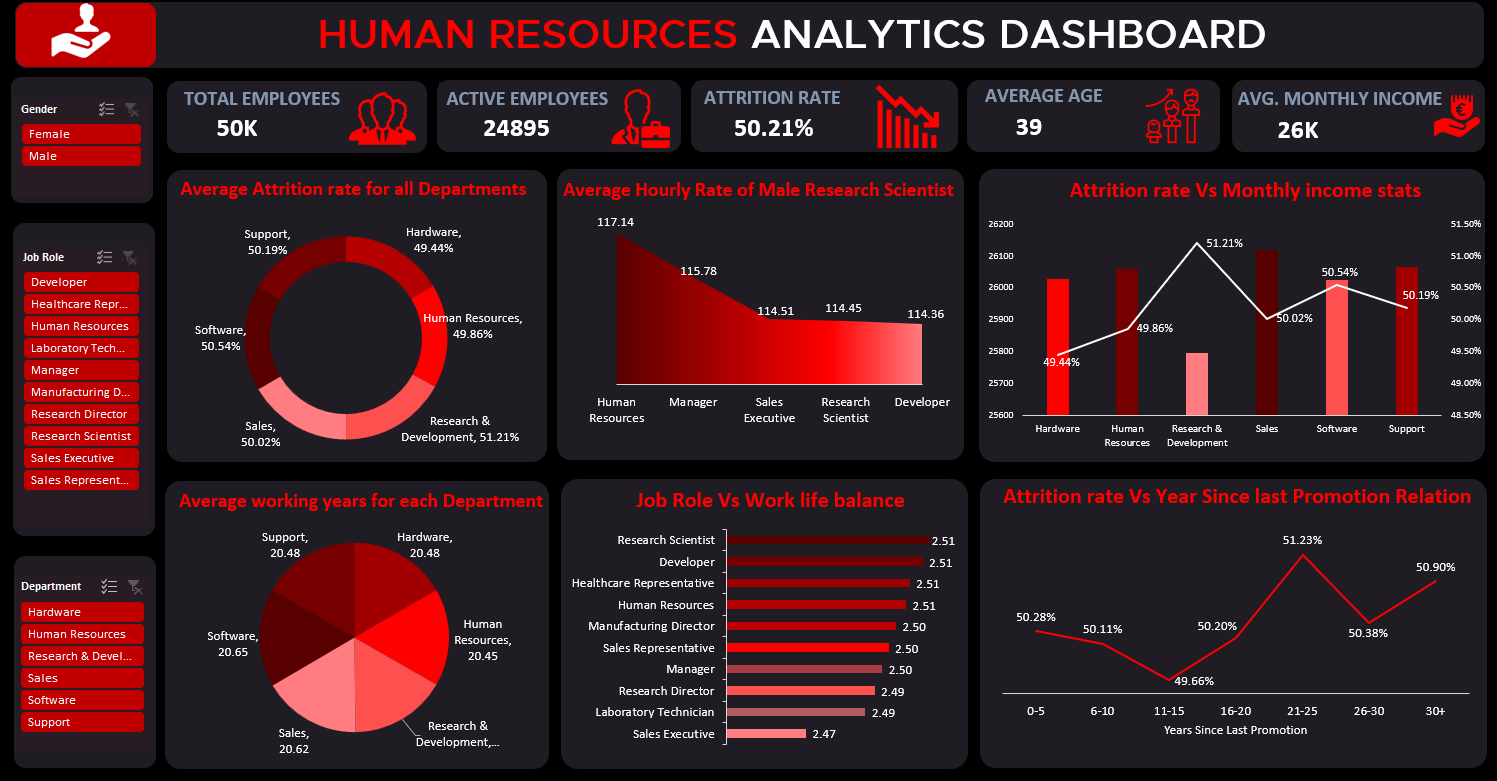 HUMAN RESOURCES ANALYTICS DASHBOARD
Gender
Female
Male
TOTAL EMPLOYEES
50K
ACTIVE EMPLOYEES
24895
ATTRITION RATE
50.21%
AVERAGE AGE
39
AVG. MONTHLY INCOME
26K
€
Job Role
Developer
Healthcare Repr...
Human Resources
Laboratory Tech...
Manager
Manufacturing D...
Research Director
Research Scientist
Sales Executive
Sales Represent...
Department
Hardware
Human Resources
Research & Devel...
Sales
Software
Support
Average Attrition rate for all Departments
Hardware,
49.44%
Human Resources,
49.86%
Research &
Development, 51.21%
Sales,
50.02%
Software,
50.54%
Support,
50.19%
Average Hourly Rate of Male Research Scientist
117.14
115.78
114.51
114.45
114.36
Human
Resources
Manager
Sales
Executive
Research
Scientist
Developer
Attrition rate Vs Monthly income stats
26200
26100
26000
25900
25800
25700
25600
51.50%
51.00%
50.50%
50.00%
49.50%
49.00%
48.50%
49.44%
49.86%
51.21%
50.02%
50.54%
50.19%
Hardware
Human
Resources
Research &
Development
Sales
Software
Support
Average working years for each Department
Hardware,
20.48
Human
Resources,
20.45
Research &
Development,...
Sales,
20.62
Software,
20.65
Support,
20.48
Job Role Vs Work life balance
Research Scientist 2.51
Developer 2.51
Healthcare Representative 2.51
Human Resources 2.51
Manufacturing Director 2.50
Sales Representative 2.50
Manager 2.50
Research Director 2.49
Laboratory Technician 2.49
Sales Executive 2.47
Attrition rate Vs Year Since last Promotion Relation
50.28%
50.11%
49.66%
50.20%
51.23%
50.38%
50.90%
0-5
6-10
11-15
16-20
21-25
26-30
30+
Years Since Last Promotion